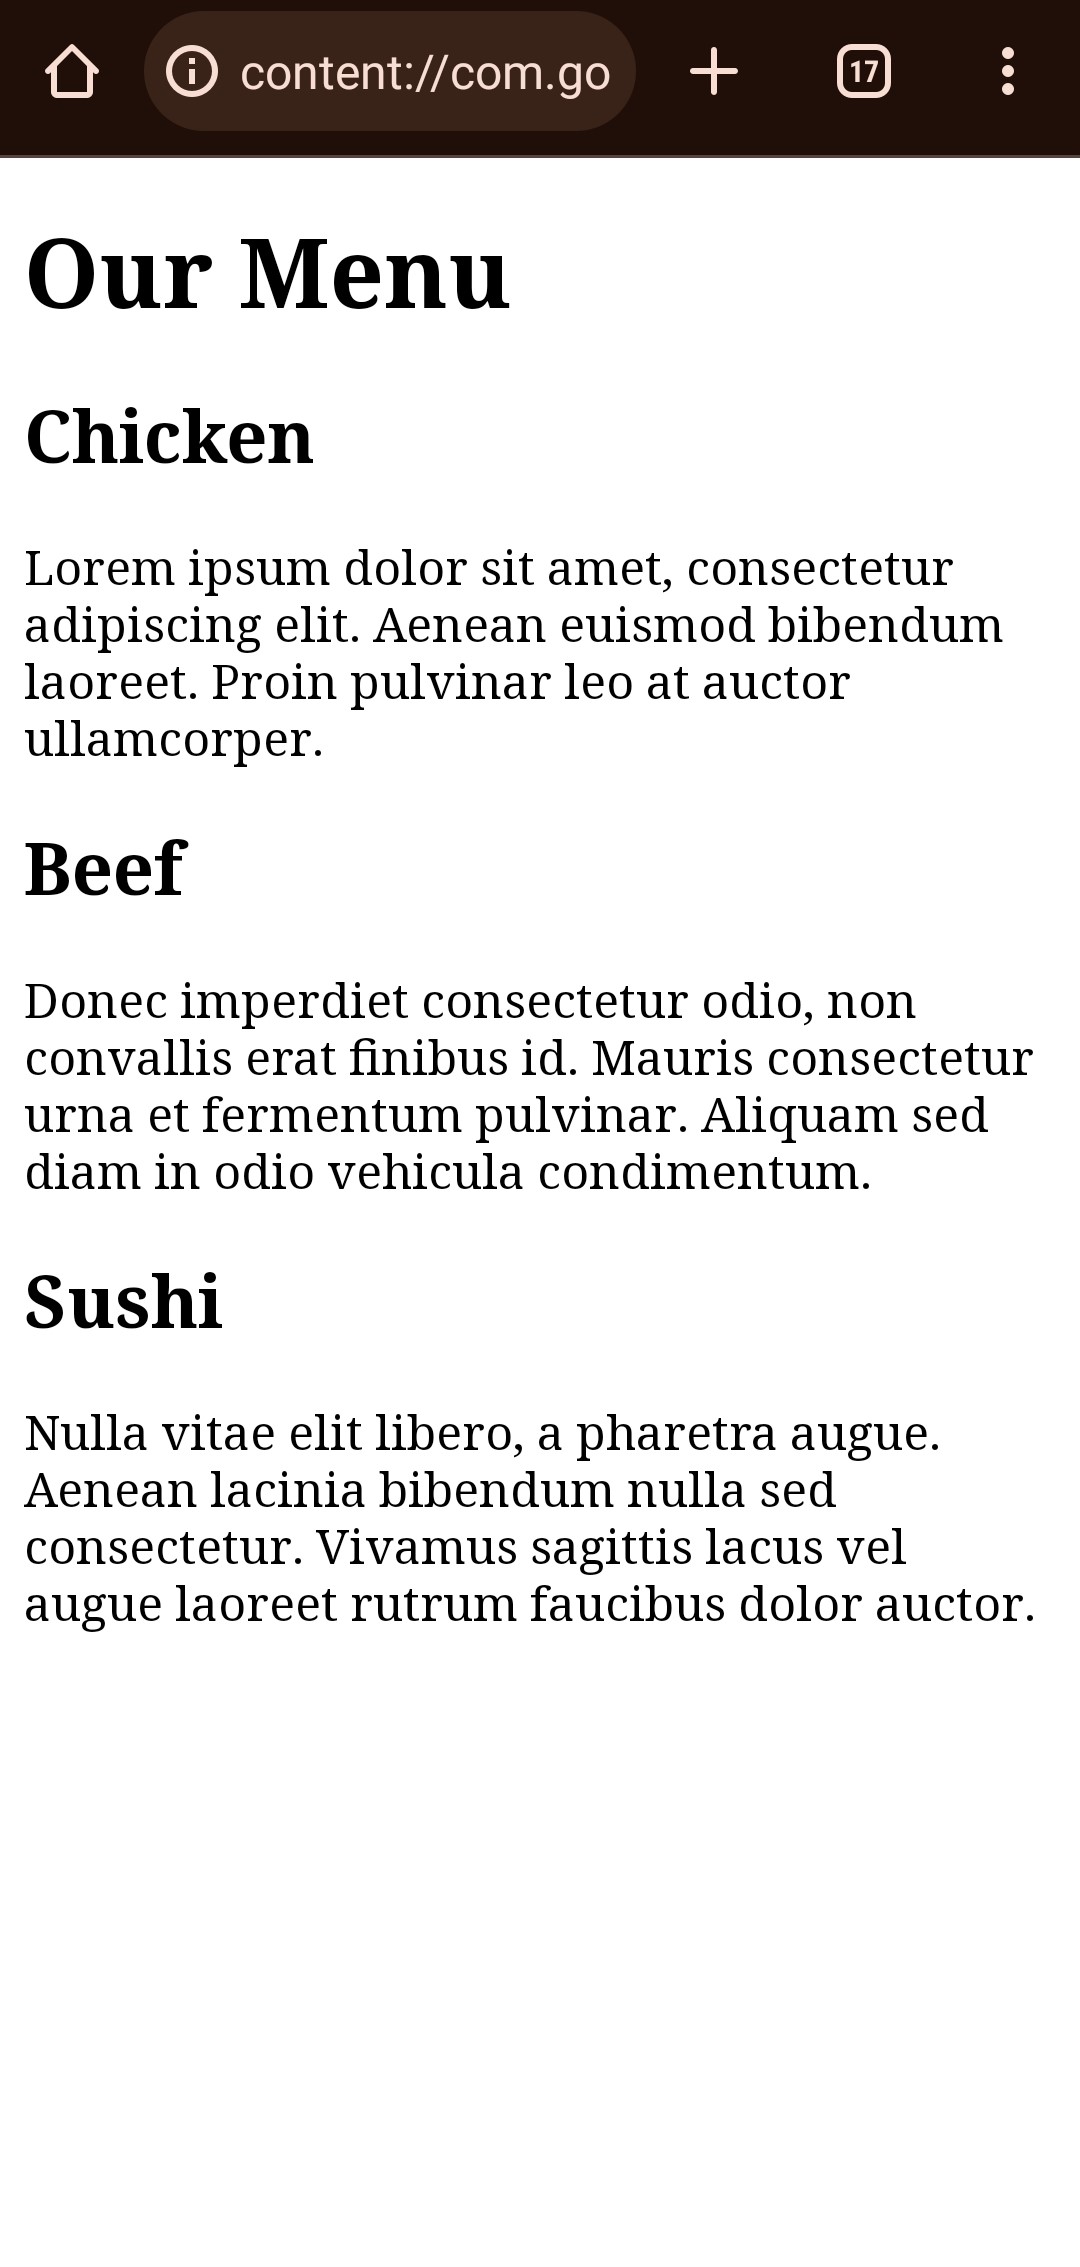 content://com.go
17
Our Menu
Chicken
Lorem ipsum dolor sit amet, consectetur
adipiscing elit. Aenean euismod bibendum
laoreet. Proin pulvinar leo at auctor
ullamcorper.
Beef
Donec imperdiet consectetur odio, non
convallis erat finibus id. Mauris consectetur
urna et fermentum pulvinar. Aliquam sed
diam in odio vehicula condimentum.
Sushi
Nulla vitae elit libero, a pharetra augue.
Aenean lacinia bibendum nulla sed
consectetur. Vivamus sagittis lacus vel
augue laoreet rutrum faucibus dolor auctor.